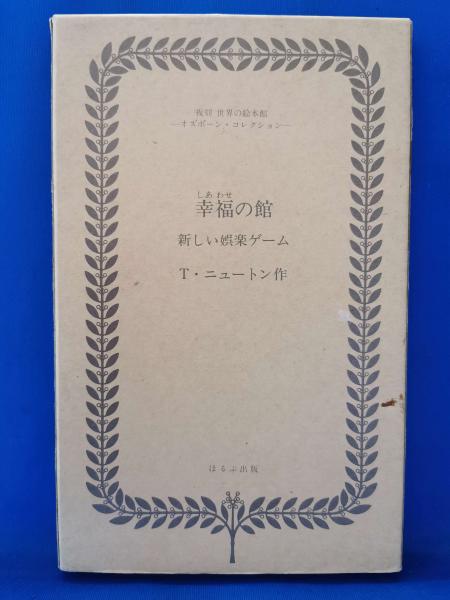 復刻 世界の絵本館
—オズボーン・コレクション—
しあわせ
幸福の館
新しい娯楽ゲーム
T・ニュートン作
ほるぷ出版